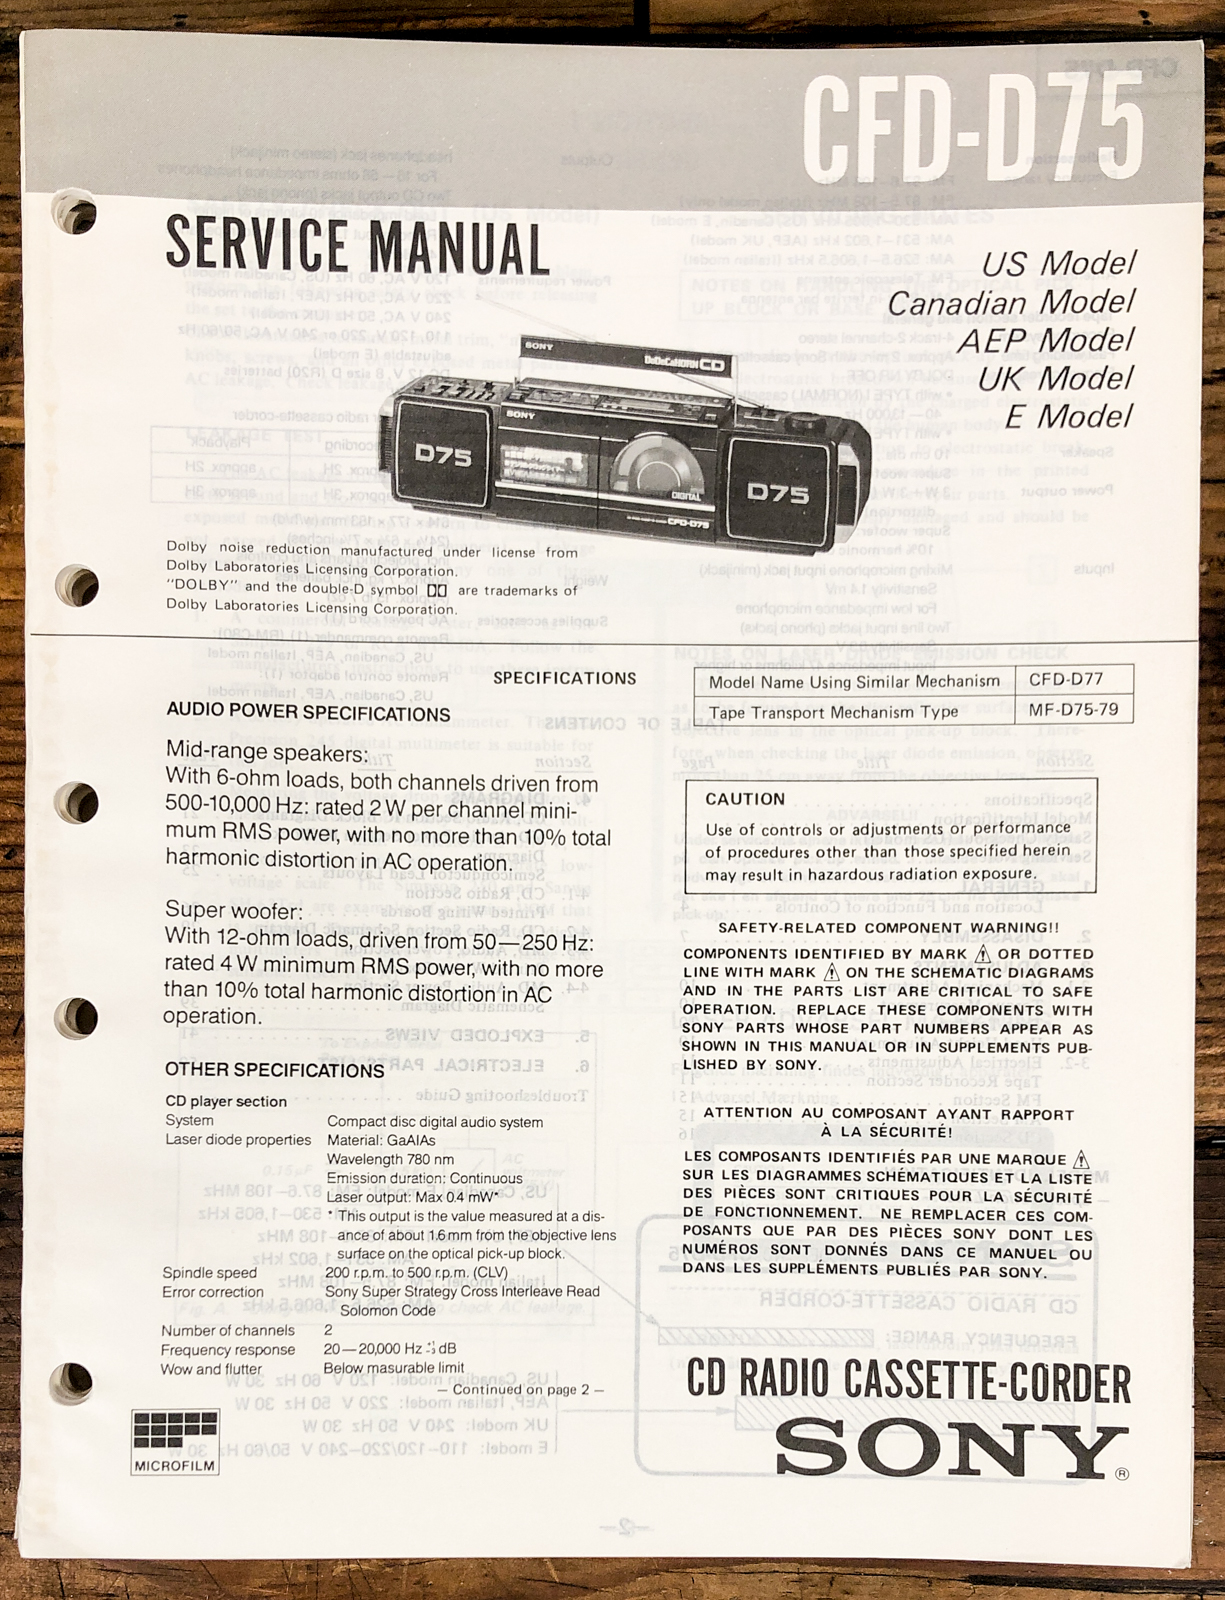 CFD-D75
SERVICE MANUAL
US Model
Canadian Model
AEP Model
UK Model
E Model
SONY
DoDeCaHORN CD
SONY
D75
DIGITAL
D75
CFD-D75
Dolby noise reduction manufactured under license from
Dolby Laboratories Licensing Corporation.
"DOLBY" and the double-D symbol are trademarks of
Dolby Laboratories Licensing Corporation.
SPECIFICATIONS
AUDIO POWER SPECIFICATIONS
Mid-range speakers:
With 6-ohm loads, both channels driven from
500-10,000 Hz: rated 2 W per channel mini-
mum RMS power, with no more than 10% total
harmonic distortion in AC operation.
Super woofer:
With 12-ohm loads, driven from 50—250 Hz:
rated 4 W minimum RMS power, with no more
than 10% total harmonic distortion in AC
operation.
OTHER SPECIFICATIONS
CD player section
System Compact disc digital audio system
Laser diode properties Material: GaAlAs
Wavelength 780 nm
Emission duration: Continuous
Laser output: Max 0.4 mW*
* This output is the value measured at a dis-
ance of about 1.6mm from the objective lens
surface on the optical pick-up block.
Spindle speed 200 r.p.m. to 500 r.p.m. (CLV)
Error correction Sony Super Strategy Cross Interleave Read
Solomon Code
Number of channels 2
Frequency response 20—20,000 Hz dB
Wow and flutter Below masurable limit
— Continued on page 2 —
MICROFILM
Model Name Using Similar Mechanism CFD-D77
Tape Transport Mechanism Type MF-D75-79
CAUTION
Use of controls or adjustments or performance
of procedures other than those specified herein
may result in hazardous radiation exposure.
SAFETY-RELATED COMPONENT WARNING!!
COMPONENTS IDENTIFIED BY MARK ⚠ OR DOTTED
LINE WITH MARK ⚠ ON THE SCHEMATIC DIAGRAMS
AND IN THE PARTS LIST ARE CRITICAL TO SAFE
OPERATION. REPLACE THESE COMPONENTS WITH
SONY PARTS WHOSE PART NUMBERS APPEAR AS
SHOWN IN THIS MANUAL OR IN SUPPLEMENTS PUB-
LISHED BY SONY.
ATTENTION AU COMPOSANT AYANT RAPPORT
À LA SÉCURITÉ!
LES COMPOSANTS IDENTIFIÉS PAR UNE MARQUE ⚠
SUR LES DIAGRAMMES SCHÉMATIQUES ET LA LISTE
DES PIÈCES SONT CRITIQUES POUR LA SÉCURITÉ
DE FONCTIONNEMENT. NE REMPLACER CES COM-
POSANTS QUE PAR DES PIÈCES SONY DONT LES
NUMÉROS SONT DONNÉS DANS CE MANUEL OU
DANS LES SUPPLÉMENTS PUBLIÉS PAR SONY.
CD RADIO CASSETTE-CORDER
SONY®